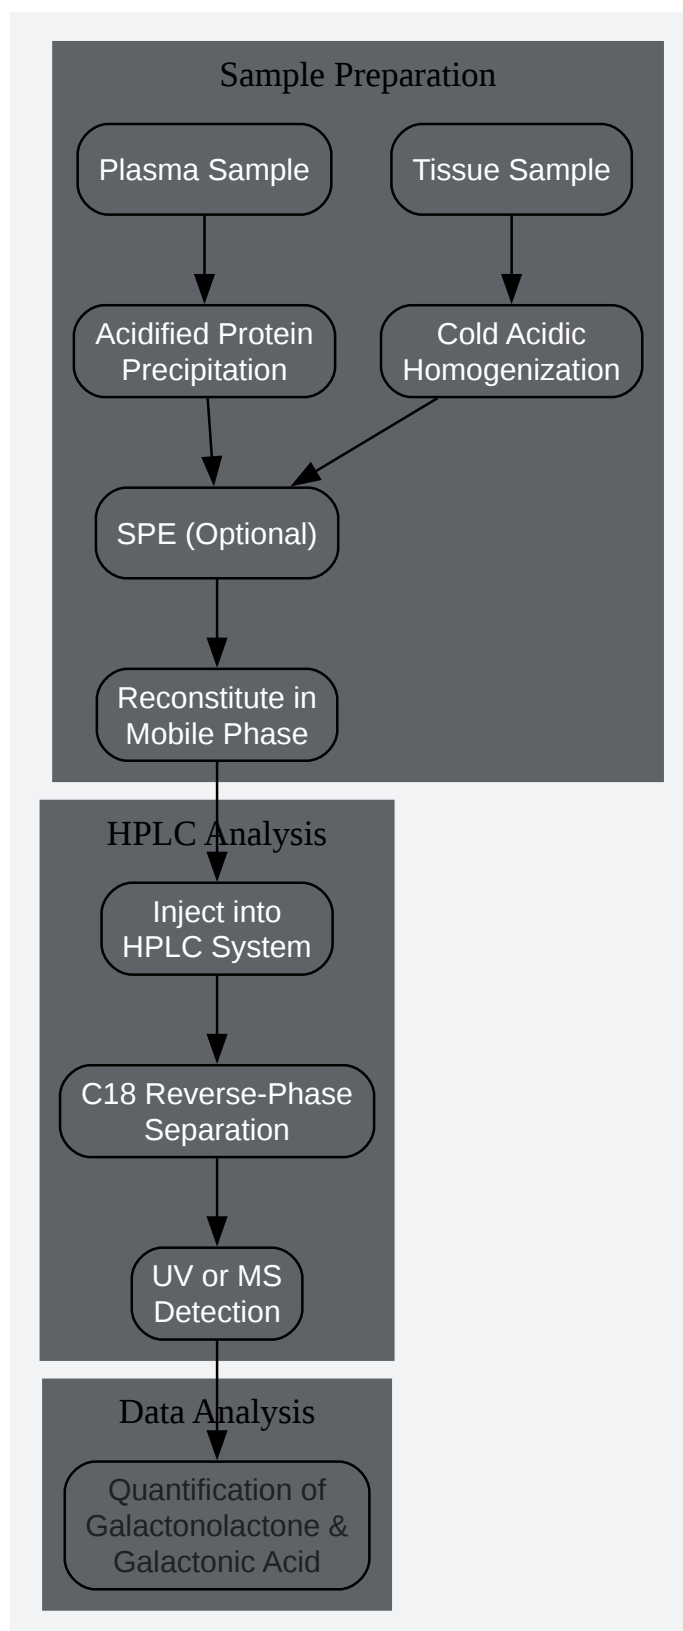 Sample Preparation
Plasma Sample
Tissue Sample
Acidified Protein
Precipitation
Cold Acidic
Homogenization
SPE (Optional)
Reconstitute in
Mobile Phase
HPLC Analysis
Inject into
HPLC System
C18 Reverse-Phase
Separation
UV or MS
Detection
Data Analysis
Quantification of
Galactonolactone &
Galactonic Acid